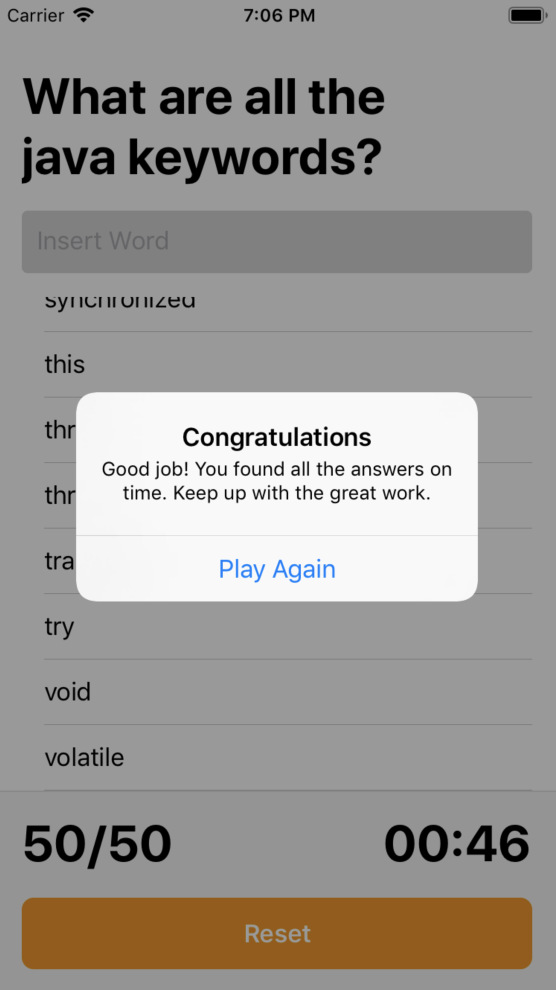 Carrier
7:06 PM
What are all the
java keywords?
Insert Word
synchronized
this
thr
Congratulations
Good job! You found all the answers on
time. Keep up with the great work.
thr
tra
Play Again
try
void
volatile
50/50
00:46
Reset